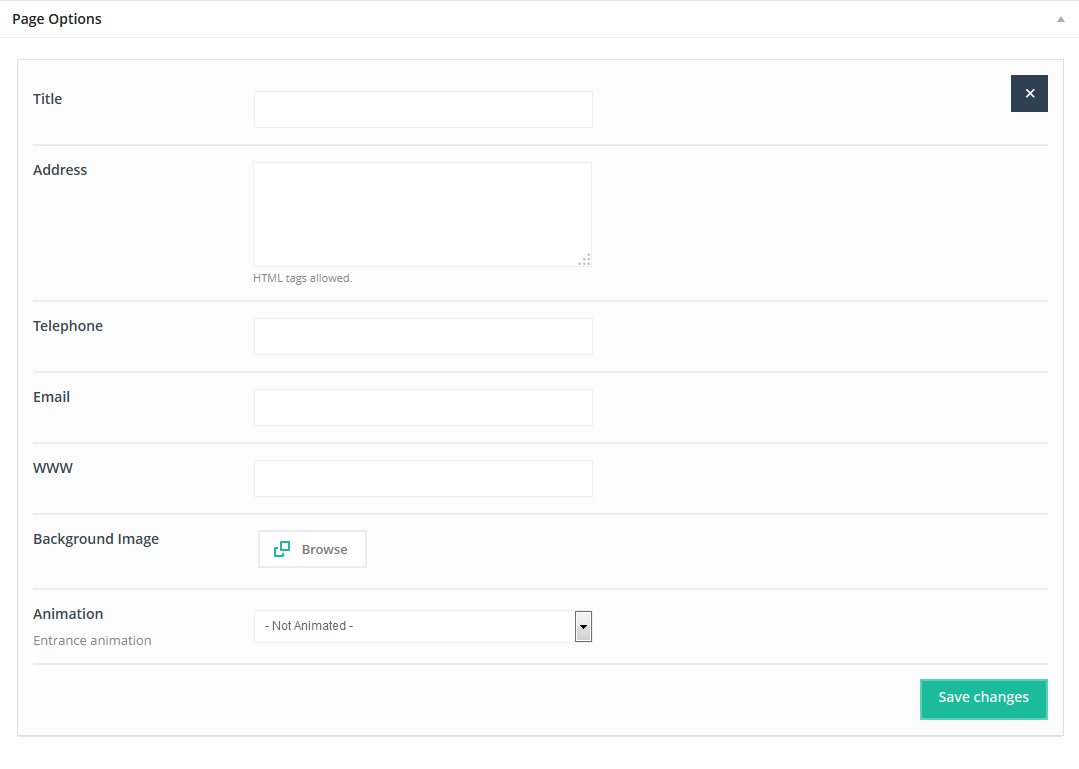 Page Options
Title
Address
HTML tags allowed.
Telephone
Email
WWW
Background Image
Browse
Animation
- Not Animated -
Entrance animation
Save changes